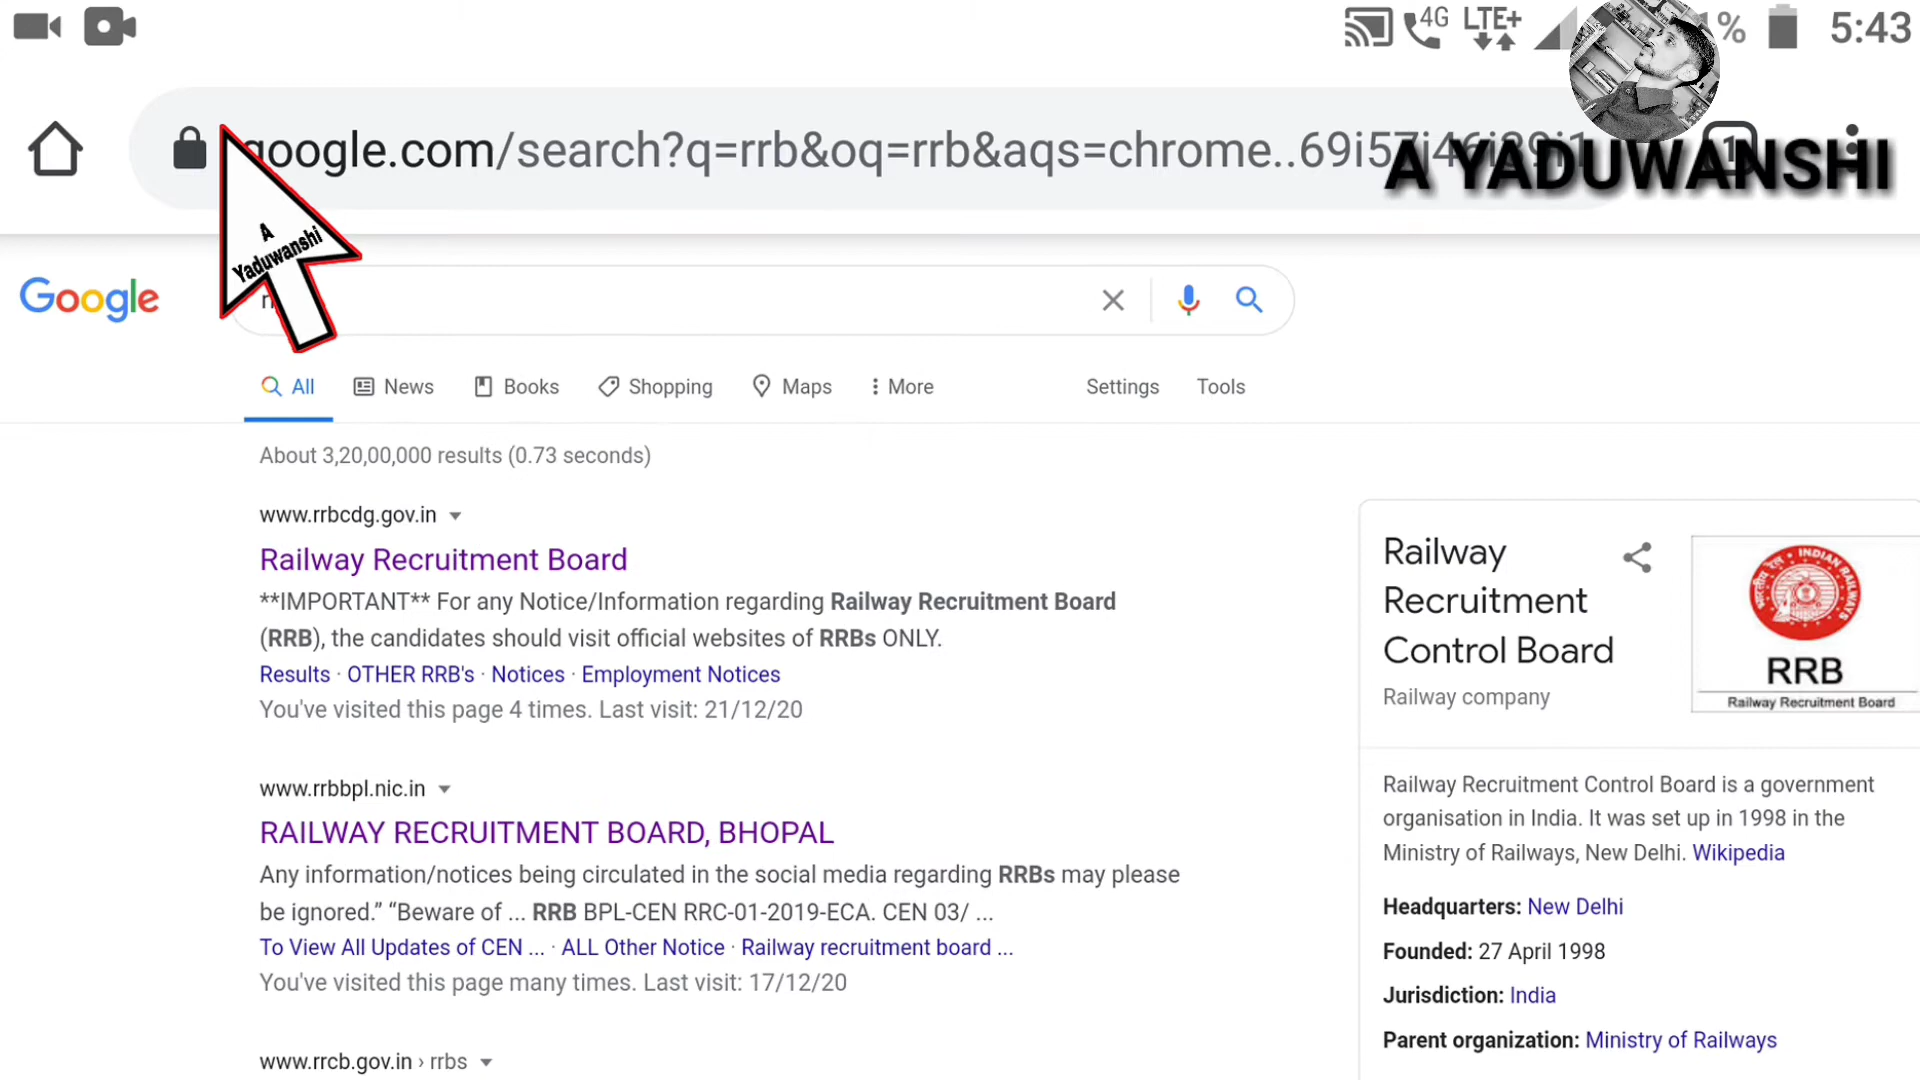 4G LTE+ % 5:43
google.com/search?q=rrb&oq=rrb&aqs=chrome..69i57j46i39i1
A YADUWANSHI
A
Yaduwanshi
Google
All News Books Shopping Maps More Settings Tools
About 3,20,00,000 results (0.73 seconds)
www.rrbcdg.gov.in
Railway Recruitment Board
**IMPORTANT** For any Notice/Information regarding Railway Recruitment Board
(RRB), the candidates should visit official websites of RRBs ONLY.
Results · OTHER RRB's · Notices · Employment Notices
You've visited this page 4 times. Last visit: 21/12/20
www.rrbbpl.nic.in
RAILWAY RECRUITMENT BOARD, BHOPAL
Any information/notices being circulated in the social media regarding RRBs may please
be ignored.” “Beware of ... RRB BPL-CEN RRC-01-2019-ECA. CEN 03/ ...
To View All Updates of CEN ... · ALL Other Notice · Railway recruitment board ...
You've visited this page many times. Last visit: 17/12/20
www.rrcb.gov.in › rrbs
Railway
Recruitment
Control Board
Railway company
INDIAN RAILWAYS
RRB
Railway Recruitment Board
Railway Recruitment Control Board is a government
organisation in India. It was set up in 1998 in the
Ministry of Railways, New Delhi. Wikipedia
Headquarters: New Delhi
Founded: 27 April 1998
Jurisdiction: India
Parent organization: Ministry of Railways